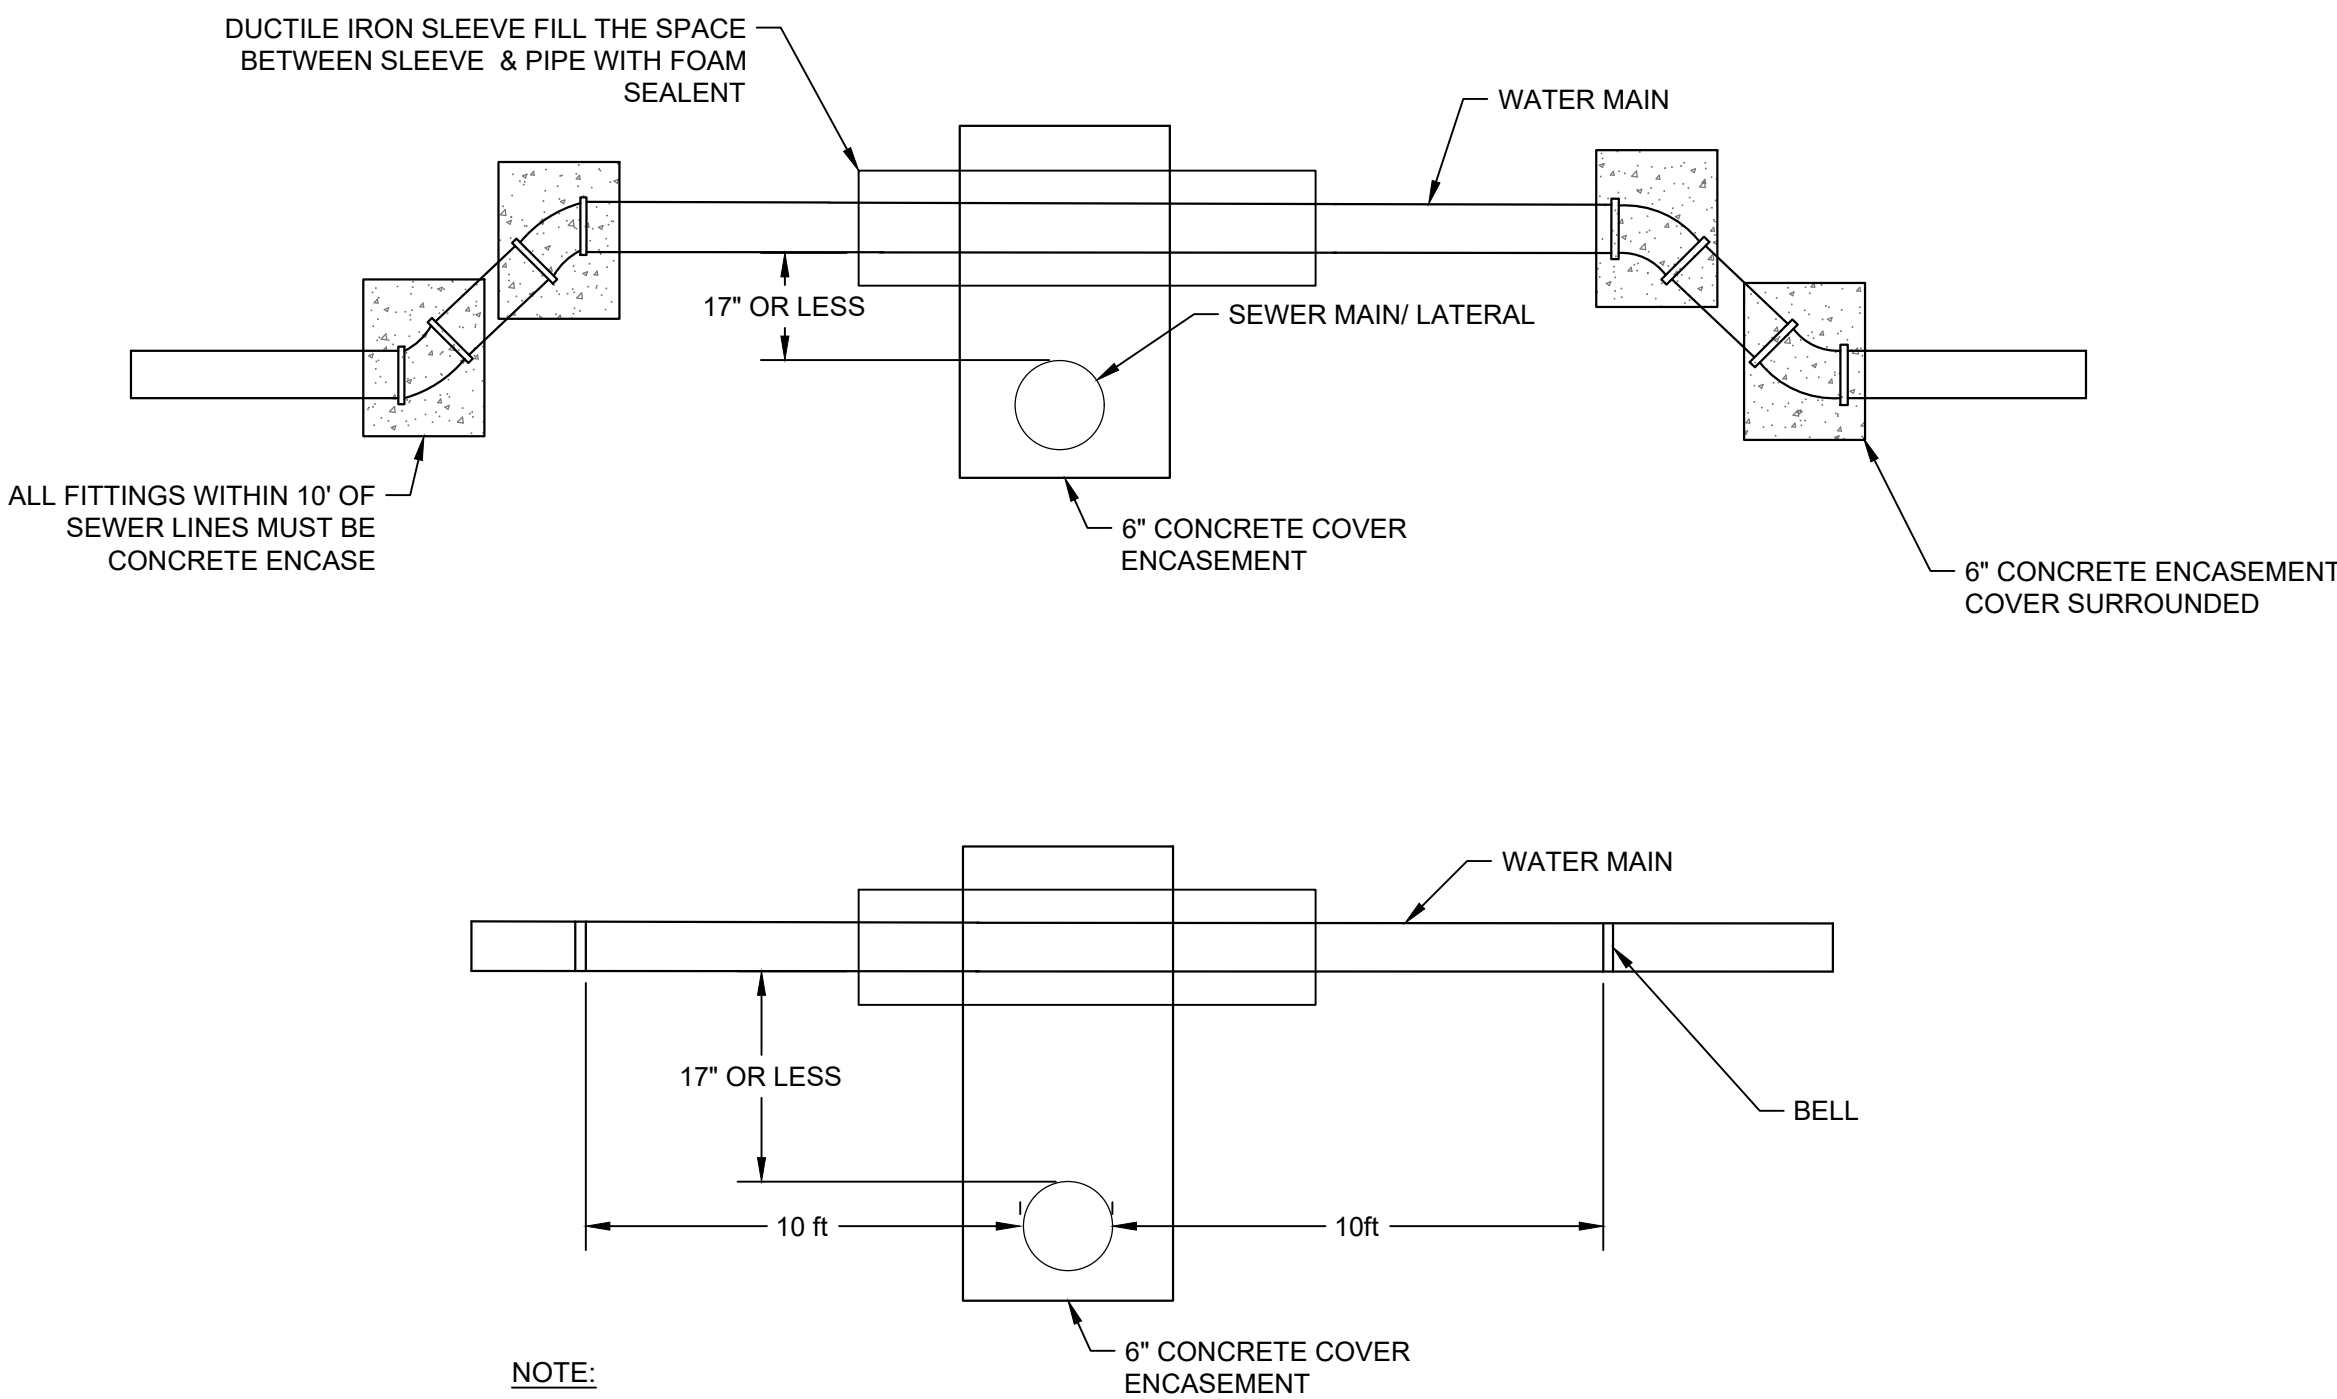 DUCTILE IRON SLEEVE FILL THE SPACE
BETWEEN SLEEVE & PIPE WITH FOAM
SEALENT
WATER MAIN
17" OR LESS
SEWER MAIN/ LATERAL
ALL FITTINGS WITHIN 10' OF
SEWER LINES MUST BE
CONCRETE ENCASE
6" CONCRETE COVER
ENCASEMENT
6" CONCRETE ENCASEMENT
COVER SURROUNDED
WATER MAIN
17" OR LESS
BELL
10 ft
10ft
6" CONCRETE COVER
ENCASEMENT
NOTE: